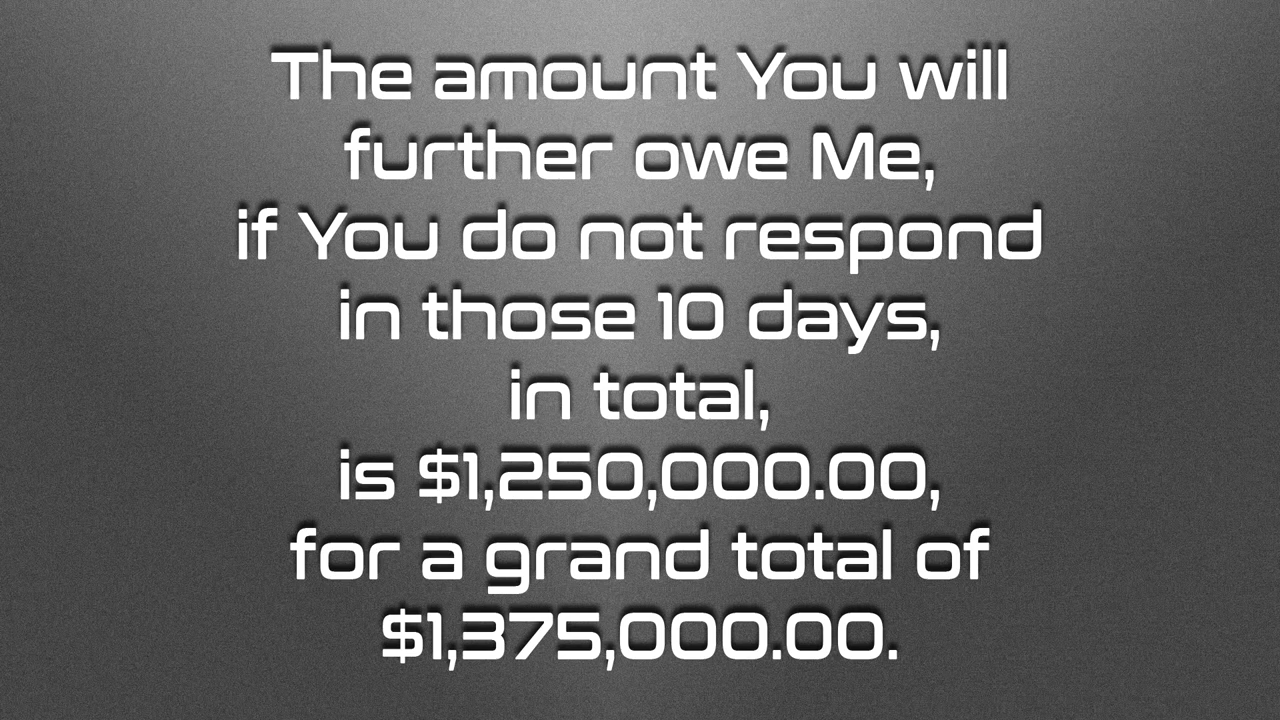 The amount You will
further owe Me,
if You do not respond
in those 10 days,
in total,
is $1,250,000.00,
for a grand total of
$1,375,000.00.